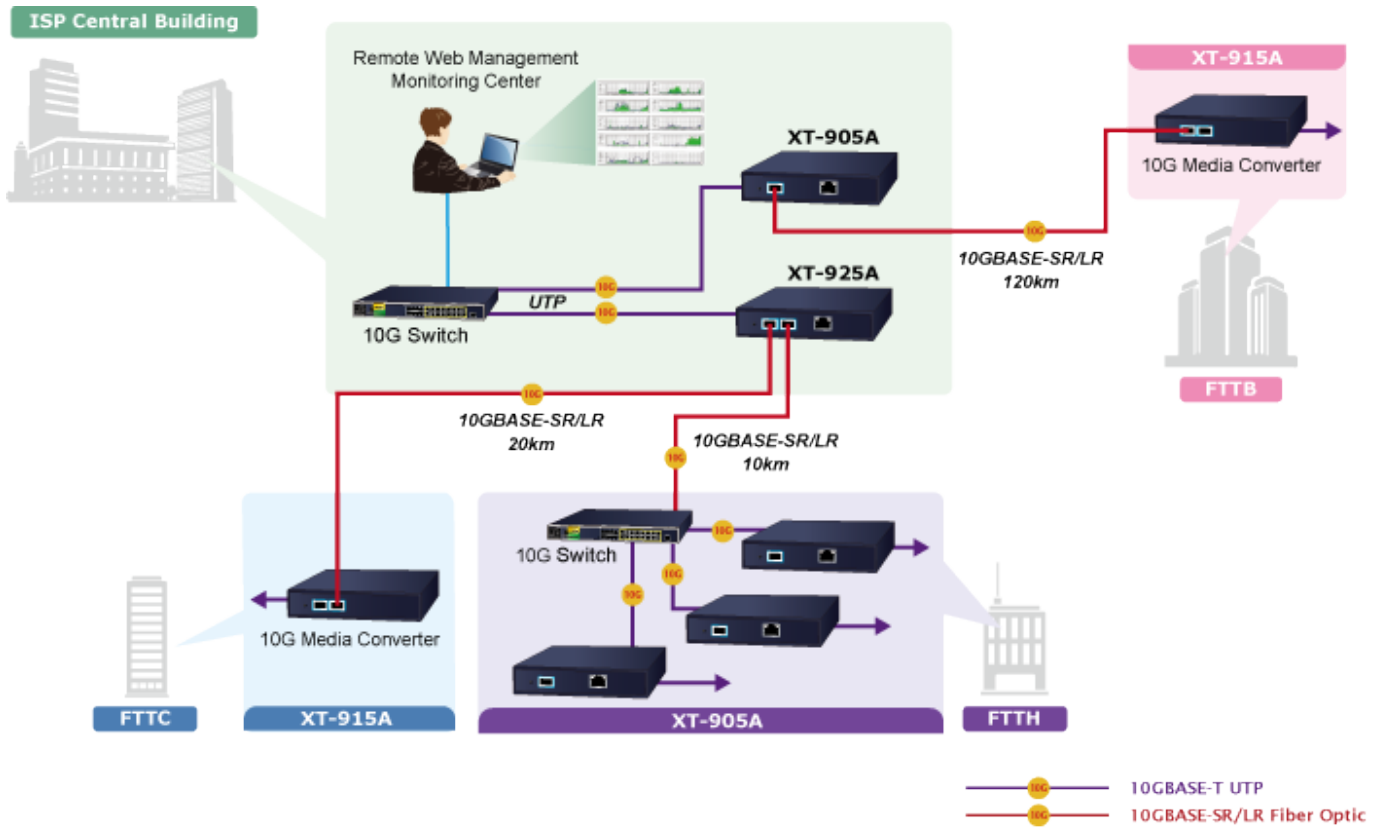 ISP Central Building
Remote Web Management
Monitoring Center
XT-905A
XT-915A
10G Media Converter
10G
10GBASE-SR/LR
120km
FTTB
XT-925A
10G
UTP
10G
10G Switch
10G
10GBASE-SR/LR
20km
10GBASE-SR/LR
10km
10G
10G Switch
10G
10G
10G
10G Media Converter
FTTC
XT-915A
XT-905A
FTTH
10G
10GBASE-T UTP
10G
10GBASE-SR/LR Fiber Optic